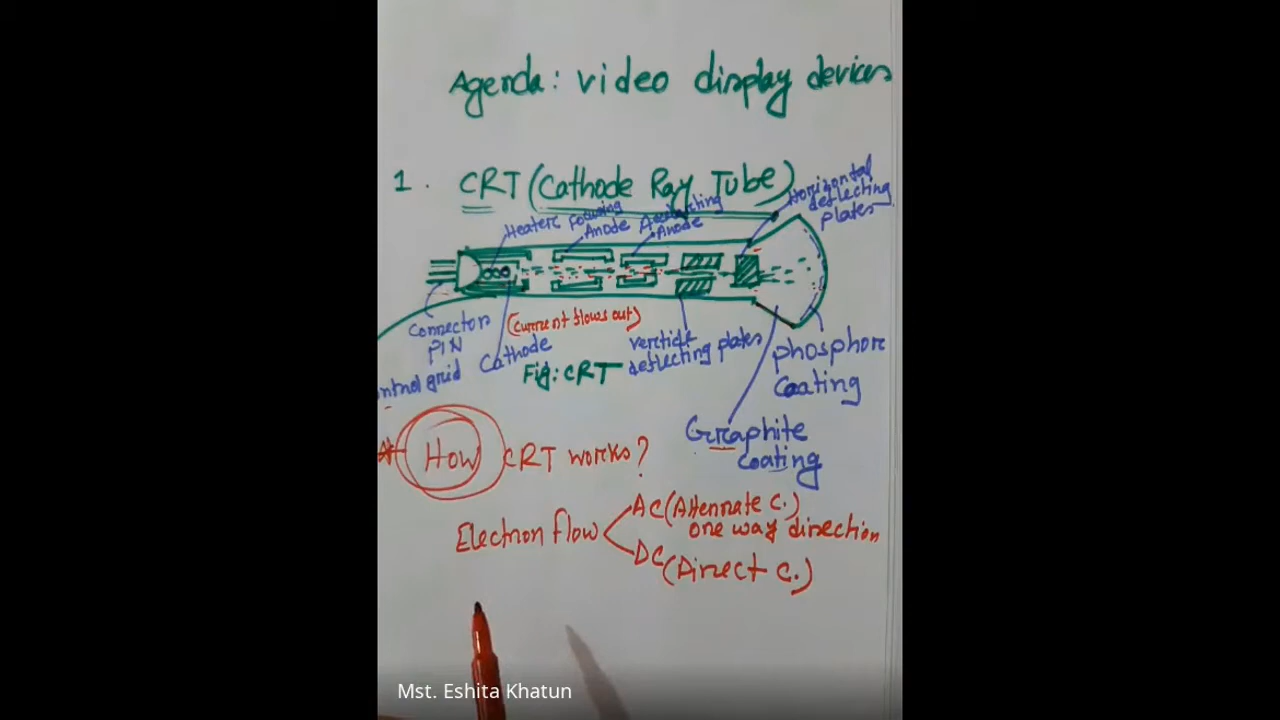 Agenda: video display devices
1. CRT (Cathode Ray Tube)
Horizontal
deflecting
plates
Heater
Focusing
Anode
Accelerating
Anode
Connector
PIN
(Current flows out)
Cathode
verticle
deflecting plates
Fig: CRT
ntrol grid
phosphor
coating
Graphite
coating
How CRT works?
Electron flow
AC (Alternate C.)
one way direction
DC (Direct C.)
Mst. Eshita Khatun